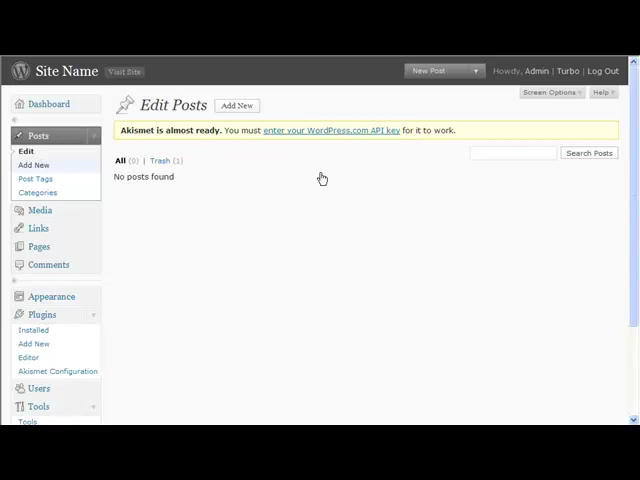 Site Name Visit Site New Post Howdy, Admin | Turbo | Log Out
Screen Options Help
Dashboard
Edit Posts Add New
Posts
Akismet is almost ready. You must enter your WordPress.com API key for it to work.
Edit
All (0) | Trash (1) Search Posts
Add New
No posts found
Post Tags
Categories
Media
Links
Pages
Comments
Appearance
Plugins
Installed
Add New
Editor
Akismet Configuration
Users
Tools
Tools